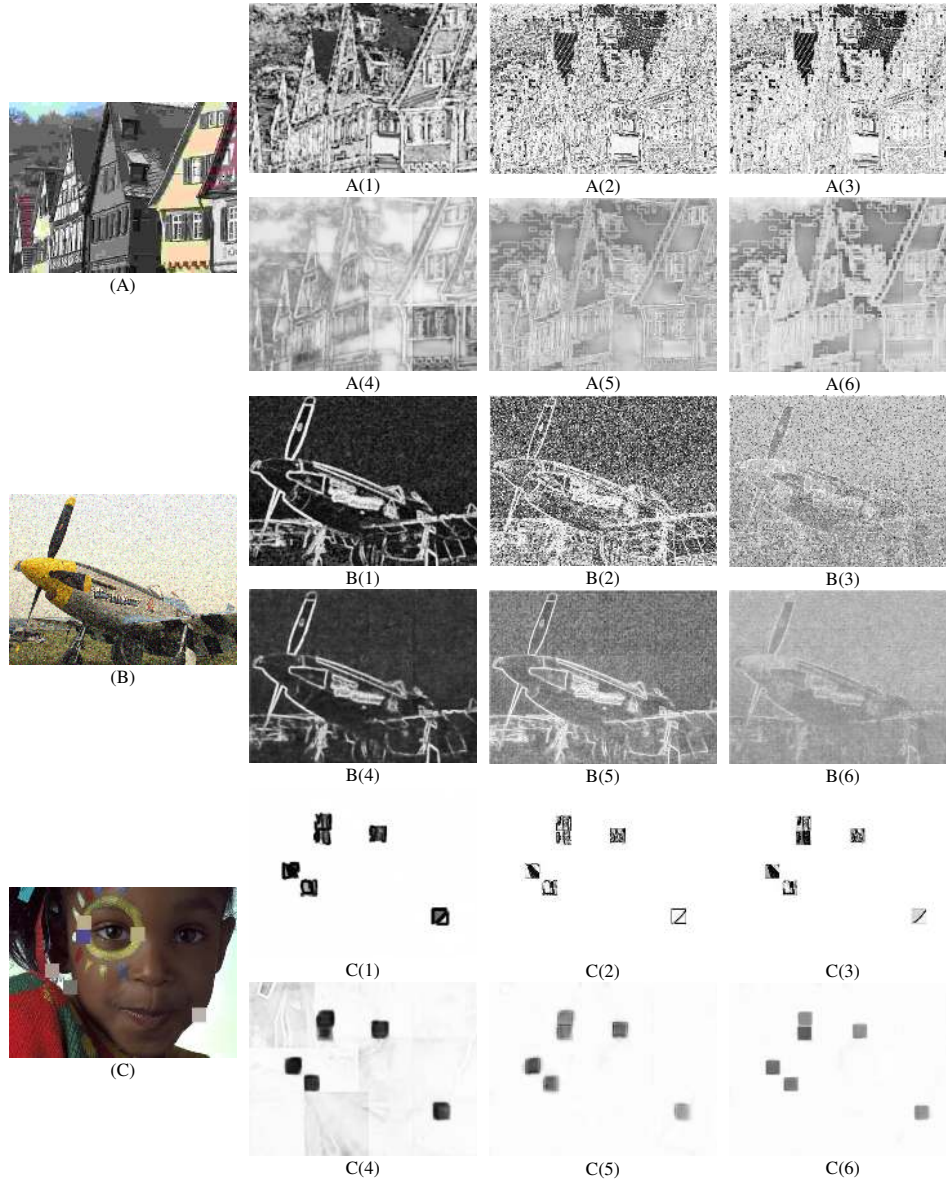 A(1) A(2) A(3)
(A)
A(4) A(5) A(6)
B(1) B(2) B(3)
(B)
B(4) B(5) B(6)
C(1) C(2) C(3)
(C)
C(4) C(5) C(6)